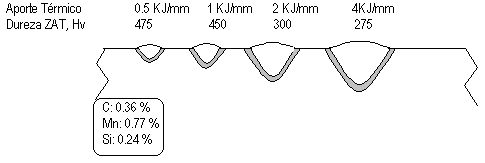 Aporte Térmico 0.5 KJ/mm 1 KJ/mm 2 KJ/mm 4KJ/mm
Dureza ZAT, Hv 475 450 300 275
C: 0.36 %
Mn: 0.77 %
Si: 0.24 %